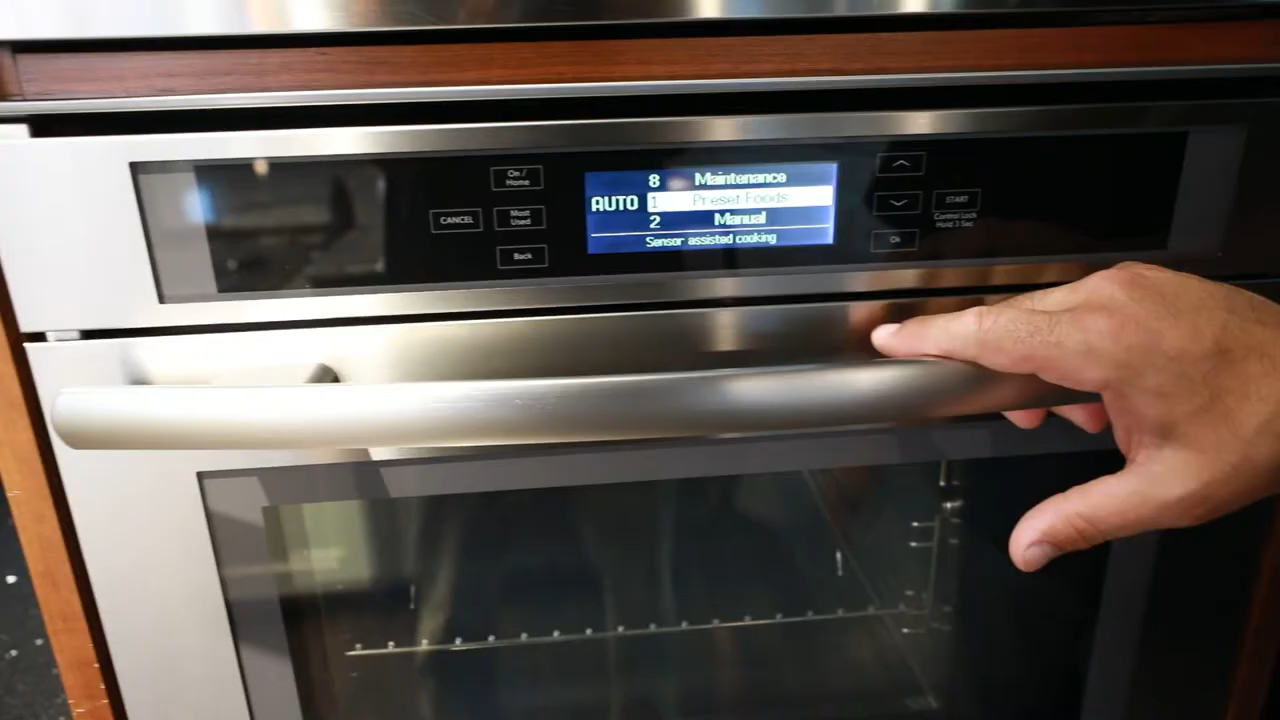 On /
Home
CANCEL
Most
Used
Back
AUTO
8 Maintenance
1 Preset Foods
2 Manual
Sensor assisted cooking
START
Control Lock
Hold 3 Sec
Ok